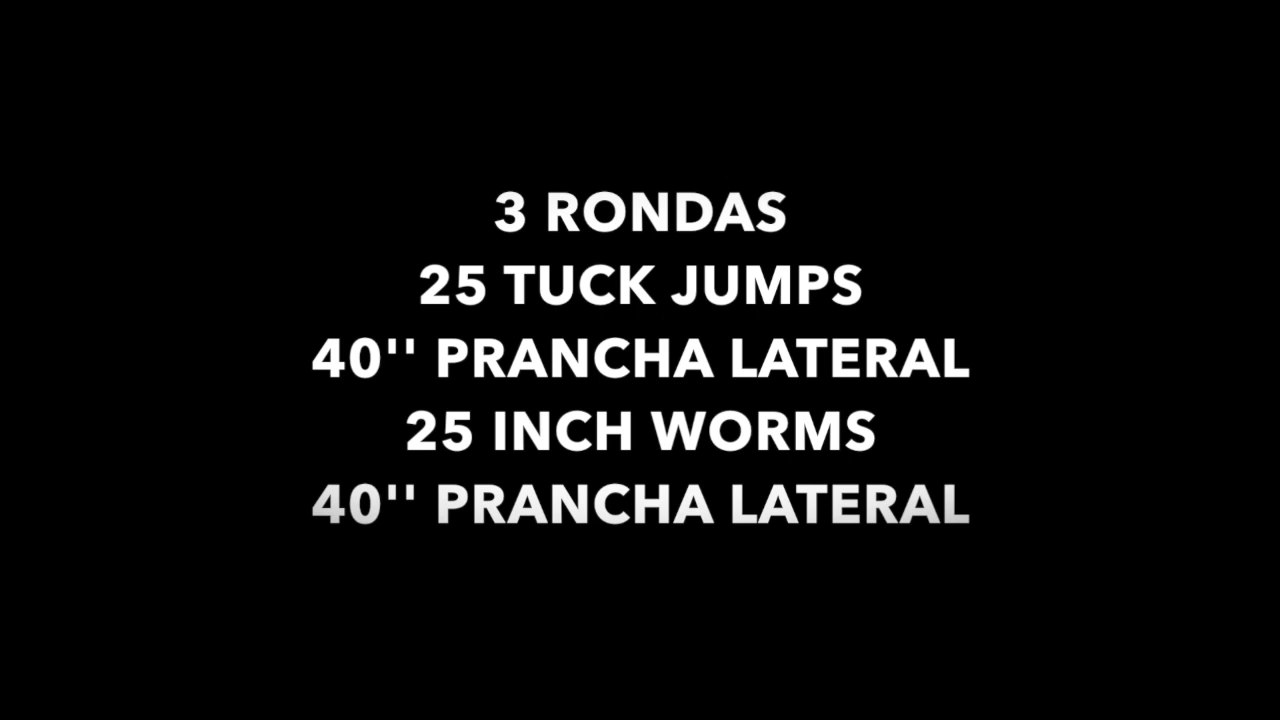 3 RONDAS
25 TUCK JUMPS
40'' PRANCHA LATERAL
25 INCH WORMS
40'' PRANCHA LATERAL